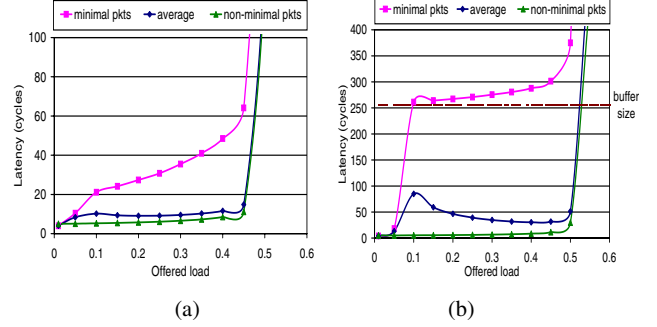 minimal pkts average non-minimal pkts
100
80
60
40
20
0
Latency (cycles)
0 0.1 0.2 0.3 0.4 0.5 0.6
Offered load
(a)
minimal pkts average non-minimal pkts
400
350
300
250
200
150
100
50
0
Latency (cycles)
buffer
size
0 0.1 0.2 0.3 0.4 0.5 0.6
Offered load
(b)